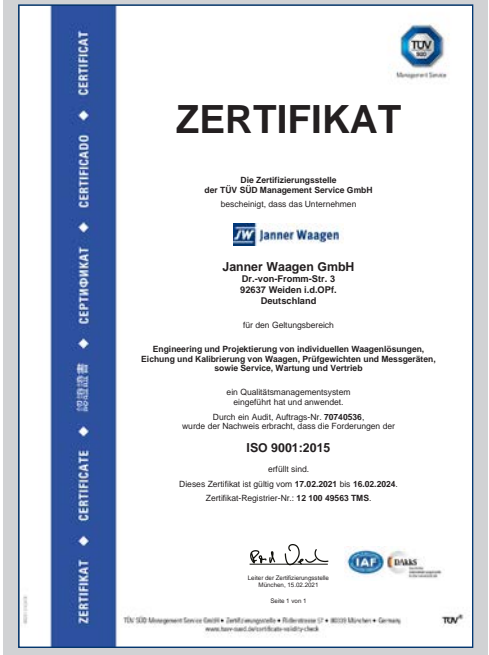 ZERTIFIKAT ◆ CERTIFICATE ◆ 認證證書 ◆ СЕРТИФИКАТ ◆ CERTIFICADO ◆ CERTIFICAT
TÜV
SÜD
Management Service
ZERTIFIKAT
Die Zertifizierungsstelle
der TÜV SÜD Management Service GmbH
bescheinigt, dass das Unternehmen
JW Janner Waagen
Janner Waagen GmbH
Dr.-von-Fromm-Str. 3
92637 Weiden i.d.OPf.
Deutschland
für den Geltungsbereich
Engineering und Projektierung von individuellen Waagenlösungen,
Eichung und Kalibrierung von Waagen, Prüfgewichten und Messgeräten,
sowie Service, Wartung und Vertrieb
ein Qualitätsmanagementsystem
eingeführt hat und anwendet.
Durch ein Audit, Auftrags-Nr. 70740536,
wurde der Nachweis erbracht, dass die Forderungen der
ISO 9001:2015
erfüllt sind.
Dieses Zertifikat ist gültig vom 17.02.2021 bis 16.02.2024.
Zertifikat-Registrier-Nr.: 12 100 49563 TMS.
IAF
DAkkS
Leiter der Zertifizierungsstelle
München, 15.02.2021
Seite 1 von 1
TÜV SÜD Management Service GmbH • Zertifizierungsstelle • Ridlerstrasse 57 • 80339 München • Germany
www.tuev-sued.de/certificate-validity-check
TÜV®